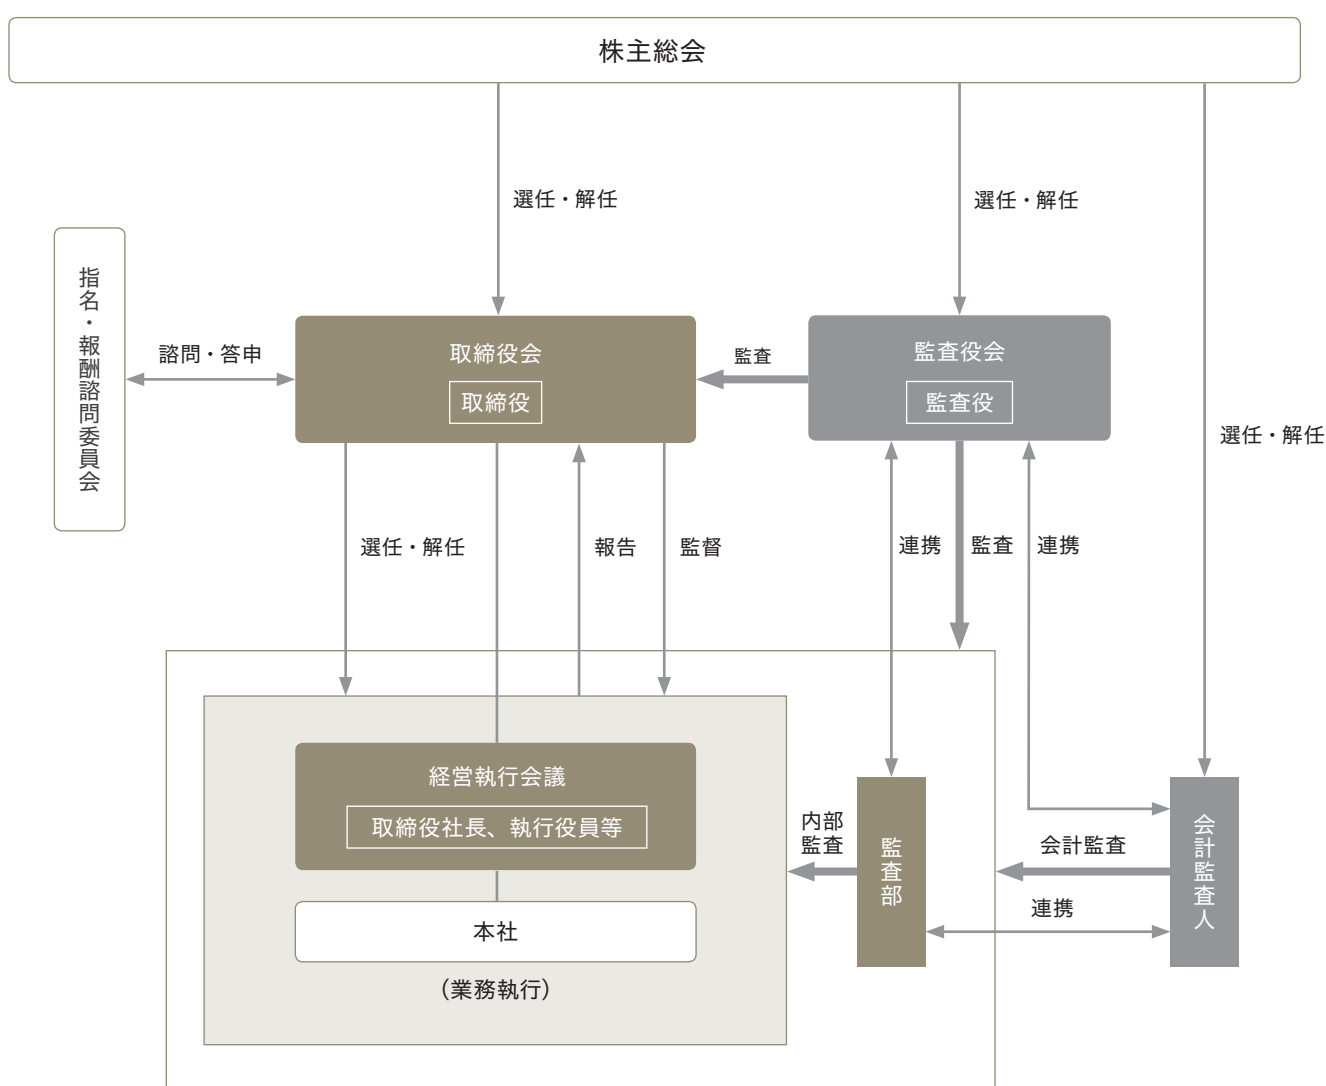 株主総会
選任・解任
選任・解任
選任・解任
指名・報酬諮問委員会
諮問・答申
取締役会
取締役
監査
監査役会
監査役
選任・解任
報告
監督
連携
監査
連携
経営執行会議
取締役社長、執行役員等
本社
（業務執行）
内部
監査
監査部
会計監査
連携
会計監査人